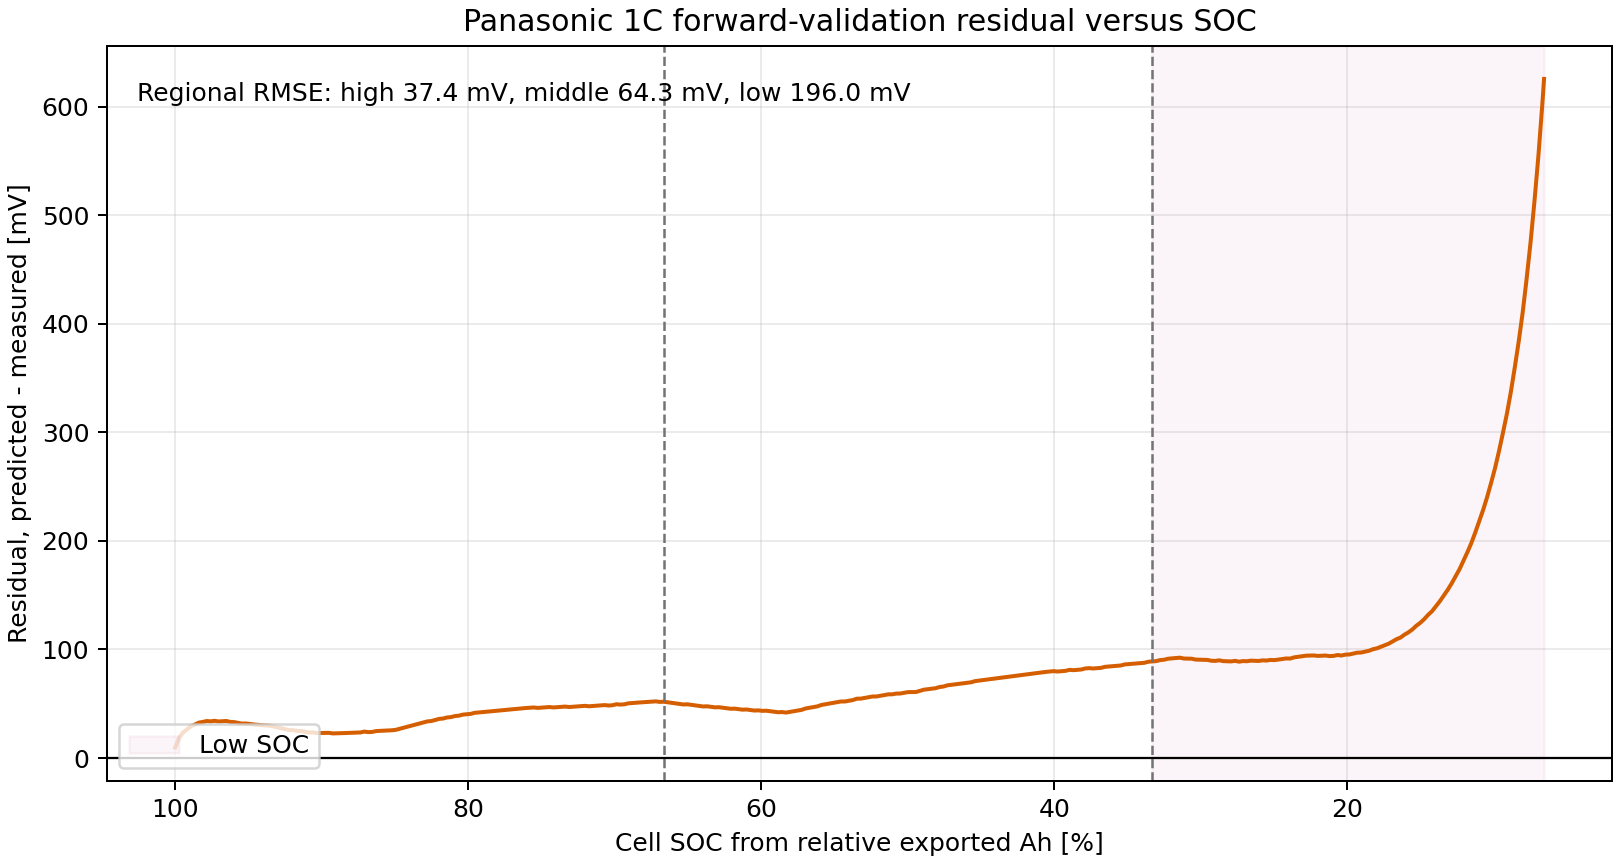 Panasonic 1C forward-validation residual versus SOC
Regional RMSE: high 37.4 mV, middle 64.3 mV, low 196.0 mV
Residual, predicted - measured [mV]
600
500
400
300
200
100
0
Low SOC
100
80
60
40
20
Cell SOC from relative exported Ah [%]